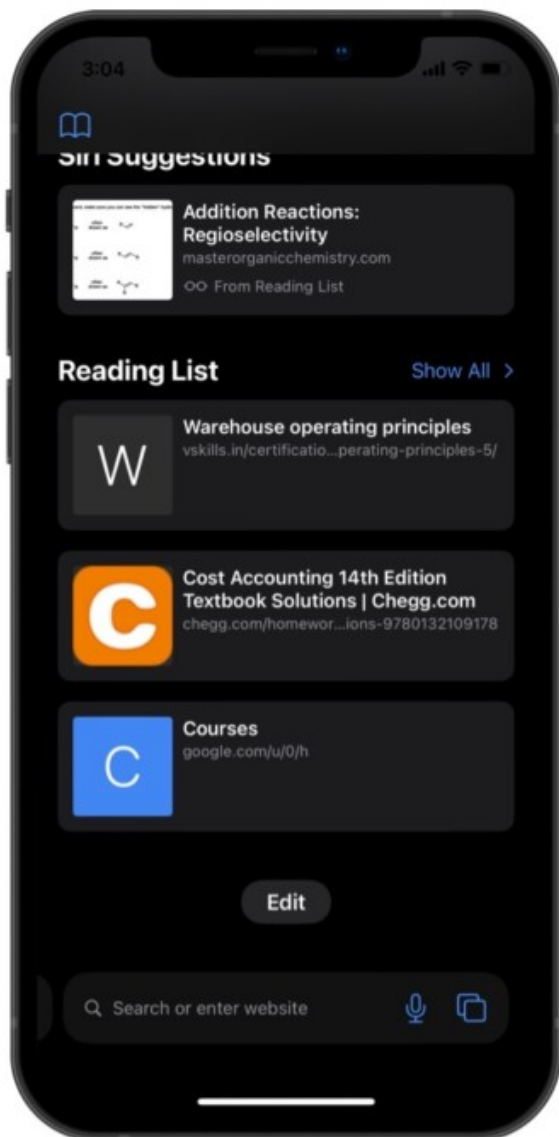 3:04
Siri Suggestions
Addition Reactions:
Regioselectivity
masterorganicchemistry.com
From Reading List
Reading List
Show All >
W
Warehouse operating principles
vskills.in/certificatio...perating-principles-5/
C
Cost Accounting 14th Edition
Textbook Solutions | Chegg.com
chegg.com/homewor...ions-9780132109178
C
Courses
google.com/u/0/h
Edit
Search or enter website